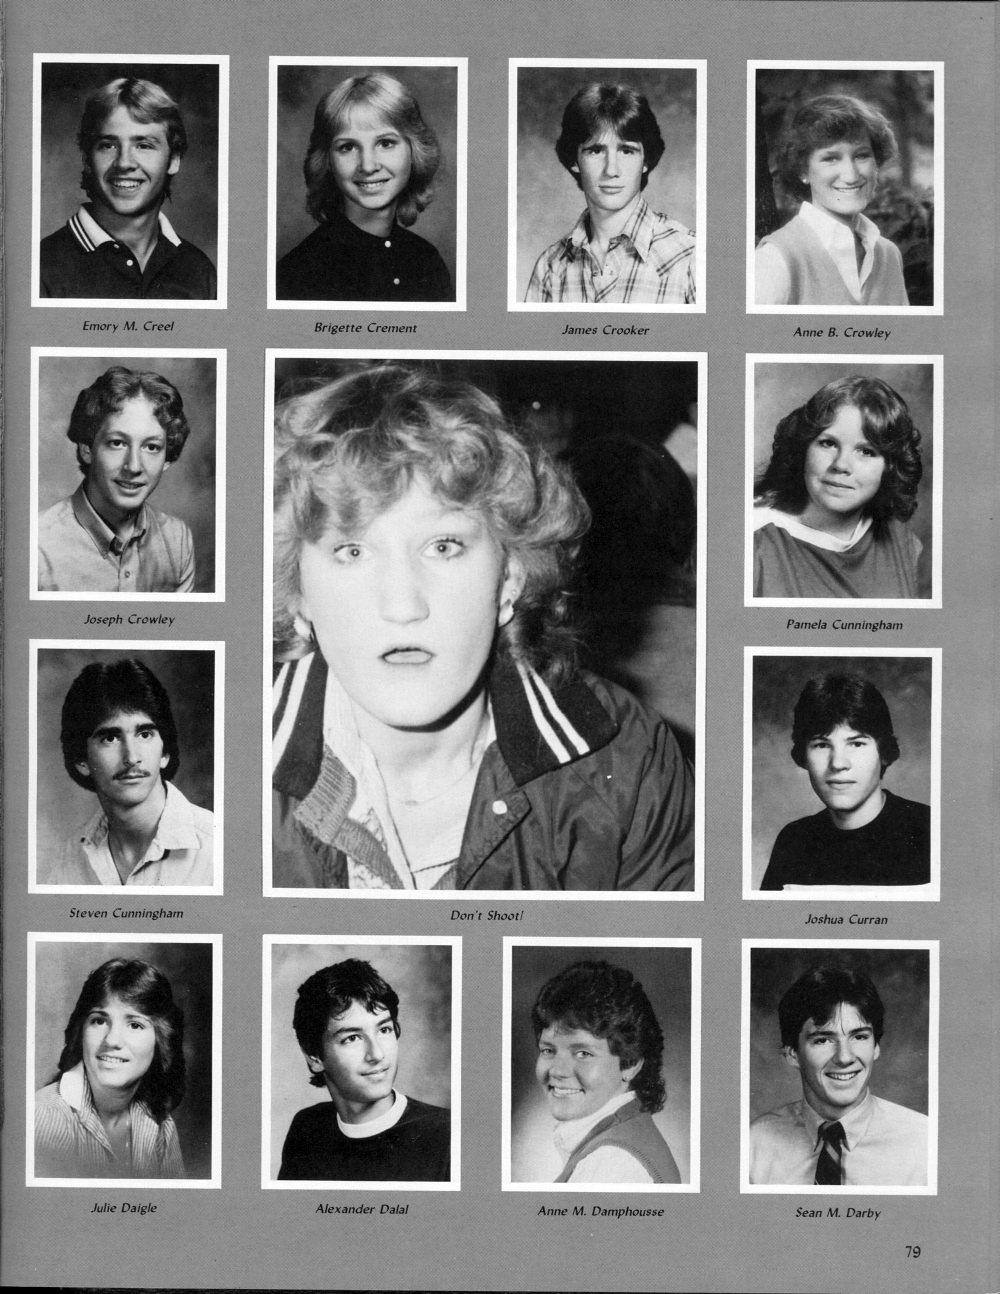 Emory M. Creel
Brigette Crement
James Crooker
Anne B. Crowley
Joseph Crowley
Pamela Cunningham
Steven Cunningham
Don't Shoot!
Joshua Curran
Julie Daigle
Alexander Dalal
Anne M. Damphousse
Sean M. Darby
79